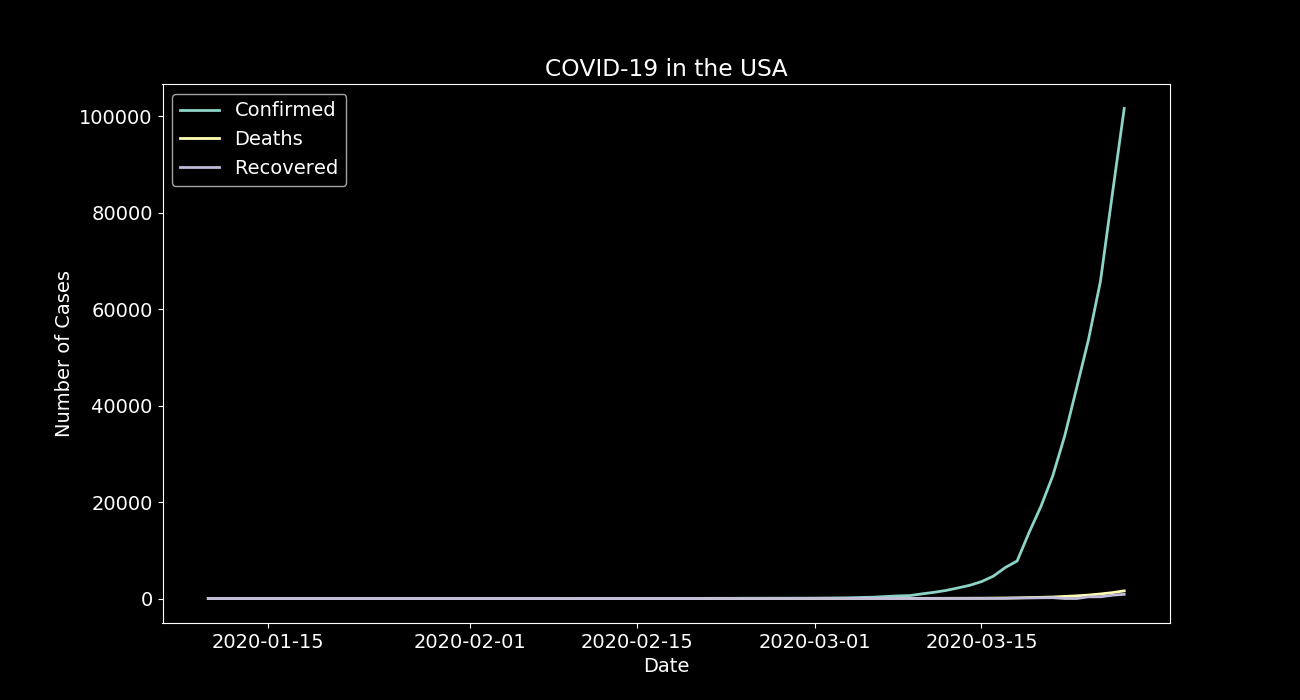 COVID-19 in the USA
Confirmed
Deaths
Recovered
100000
80000
60000
40000
20000
0
Number of Cases
2020-01-15
2020-02-01
2020-02-15
2020-03-01
2020-03-15
Date